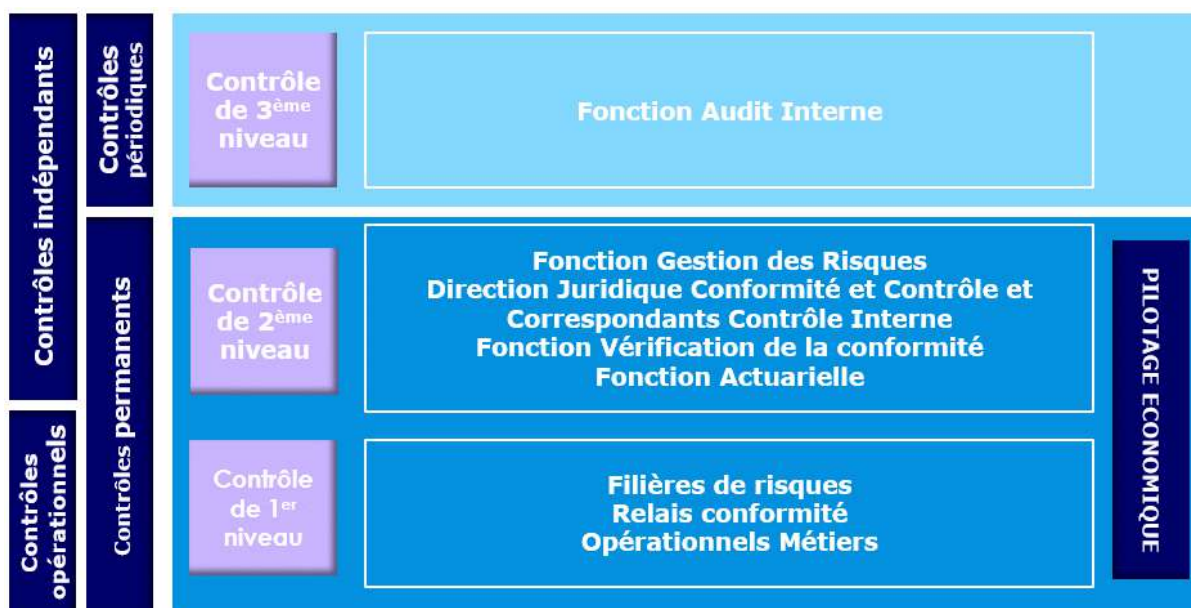 Contrôles indépendants
Contrôles
périodiques
Contrôle
de 3ème
niveau
Fonction Audit Interne
Contrôles permanents
Contrôle
de 2ème
niveau
Fonction Gestion des Risques
Direction Juridique Conformité et Contrôle et
Correspondants Contrôle Interne
Fonction Vérification de la conformité
Fonction Actuarielle
PILOTAGE ECONOMIQUE
Contrôles
opérationnels
Contrôle
de 1er
niveau
Filières de risques
Relais conformité
Opérationnels Métiers